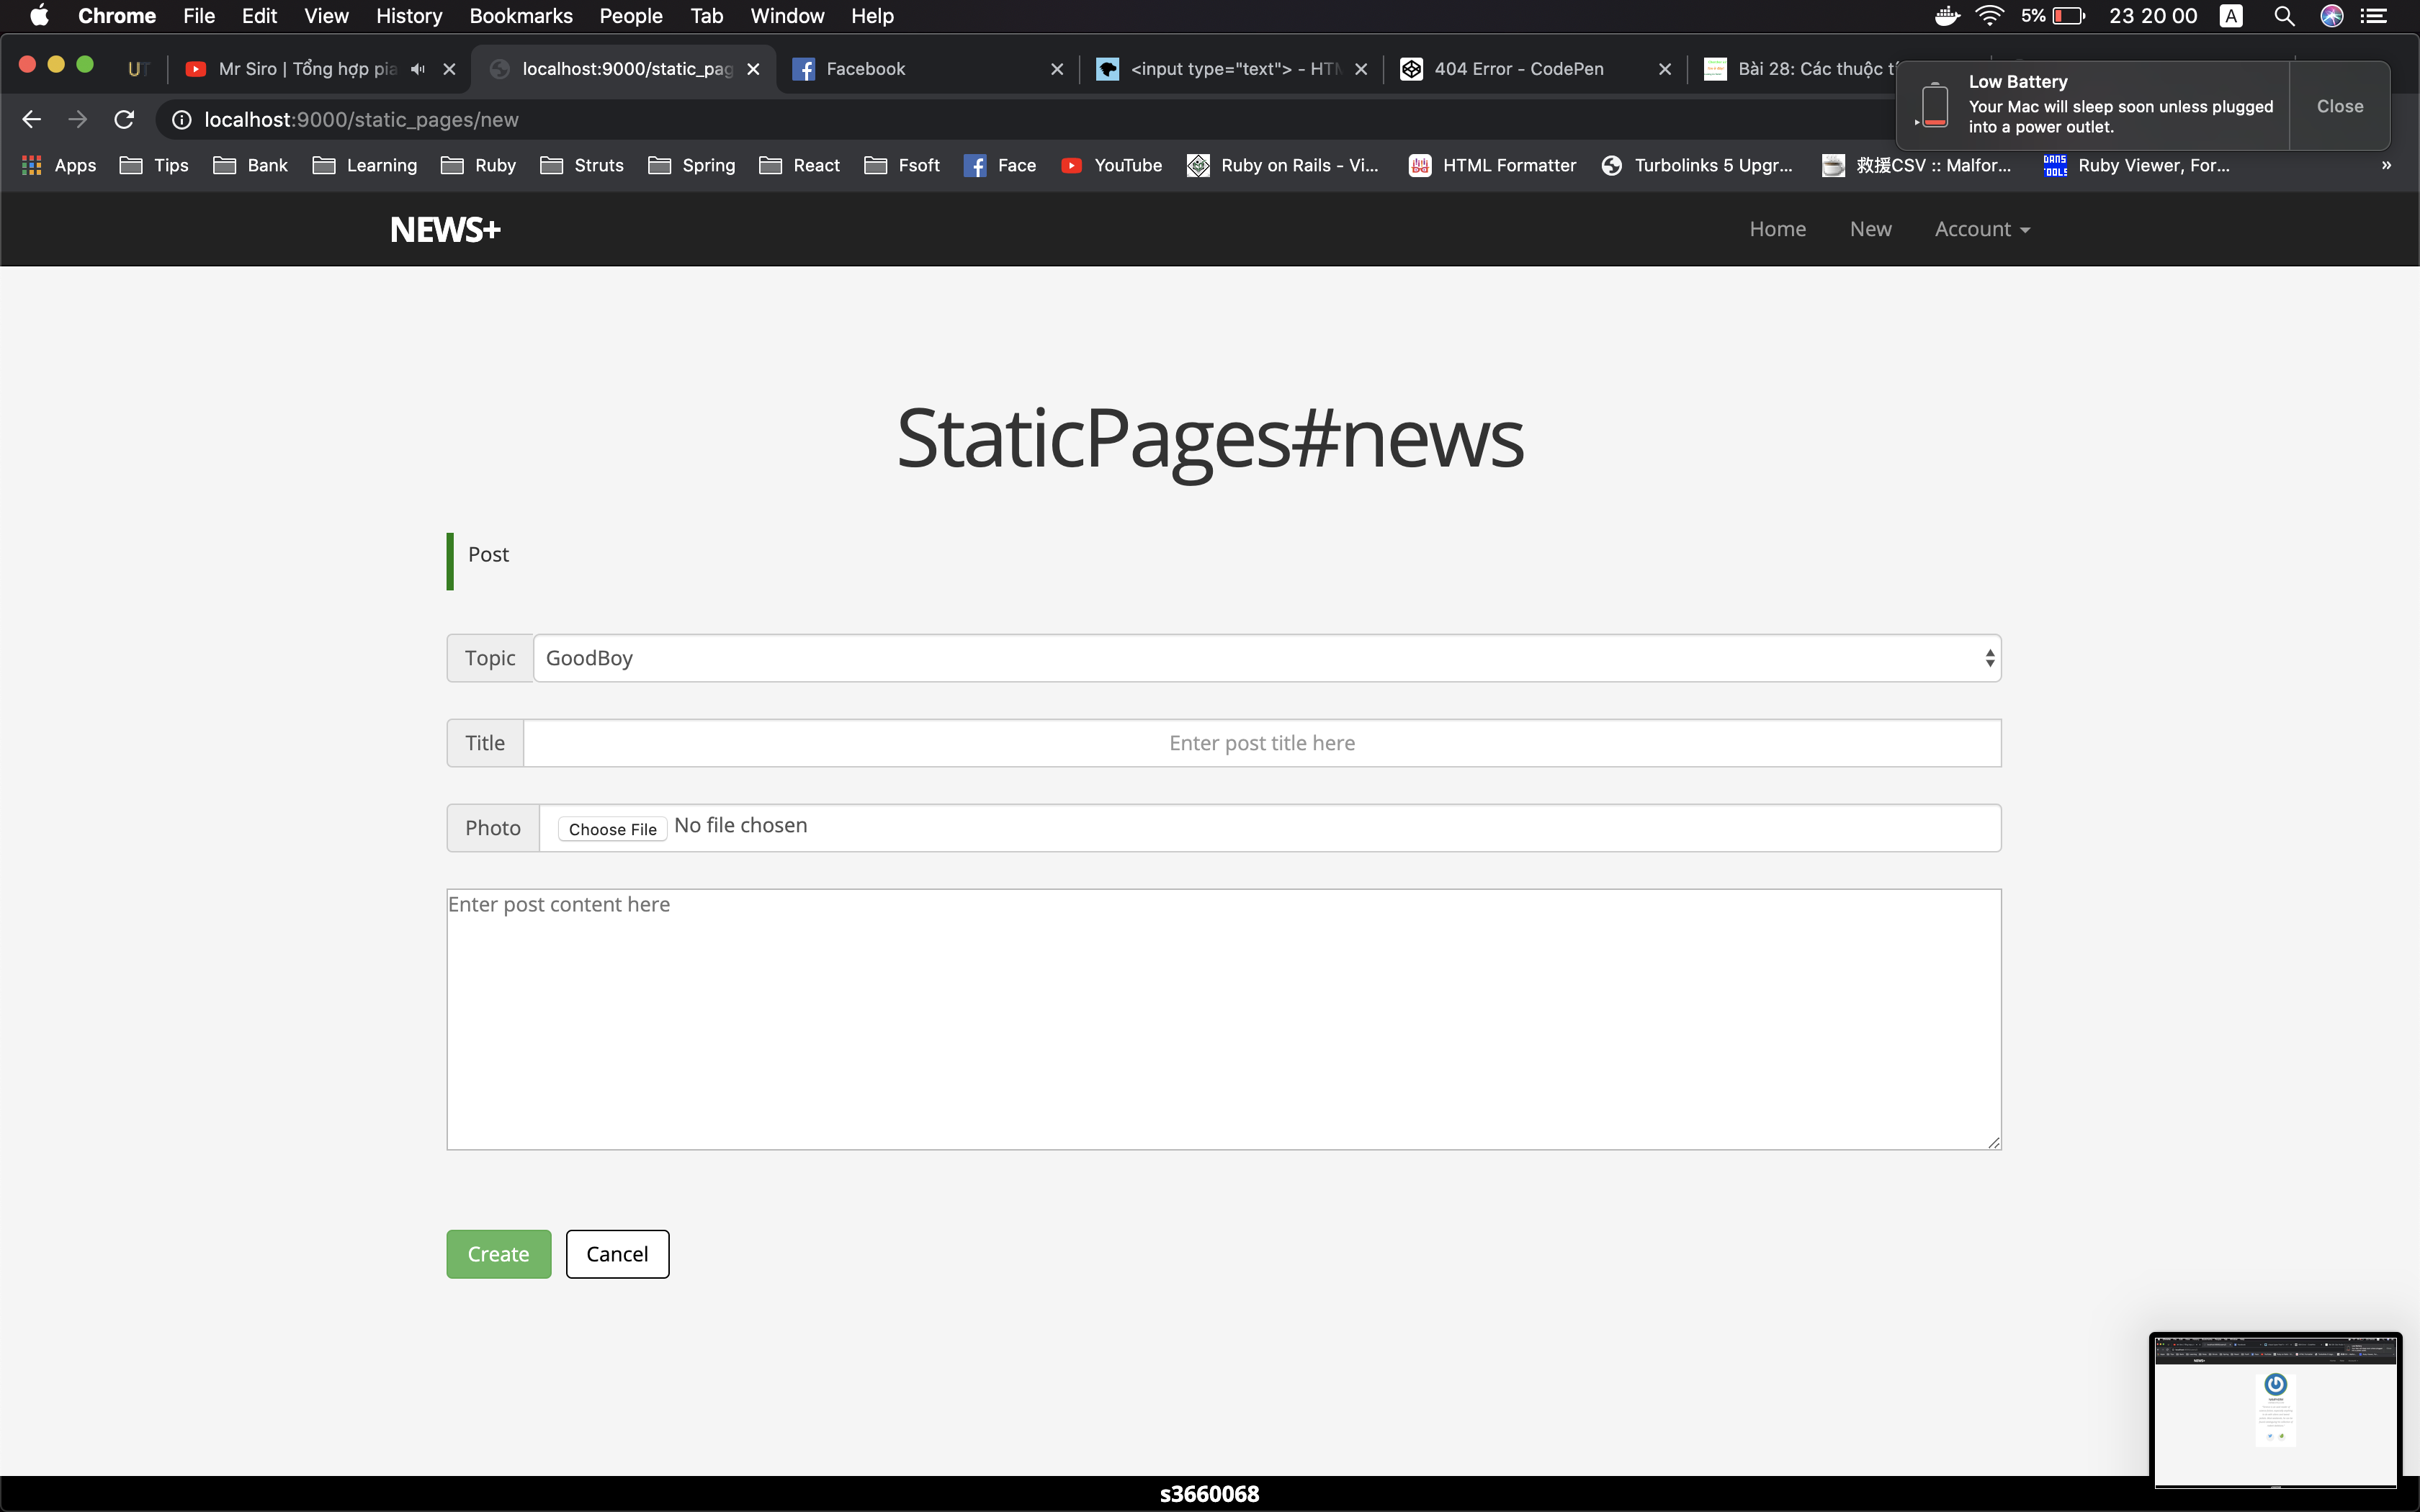 Chrome File Edit View History Bookmarks People Tab Window Help 5% 23 20 00 A
UT Mr Siro | Tổng hợp pia localhost:9000/static_pag Facebook <input type="text"> - HTM 404 Error - CodePen Bài 28: Các thuộc t
Low Battery
Your Mac will sleep soon unless plugged
into a power outlet.
Close
localhost:9000/static_pages/new
Apps Tips Bank Learning Ruby Struts Spring React Fsoft Face YouTube Ruby on Rails - Vi... HTML Formatter Turbolinks 5 Upgr... 救援CSV :: Malfor... Ruby Viewer, For... »
NEWS+ Home New Account
StaticPages#news
Post
Topic GoodBoy
Title Enter post title here
Photo Choose File No file chosen
Enter post content here
Create Cancel
s3660068